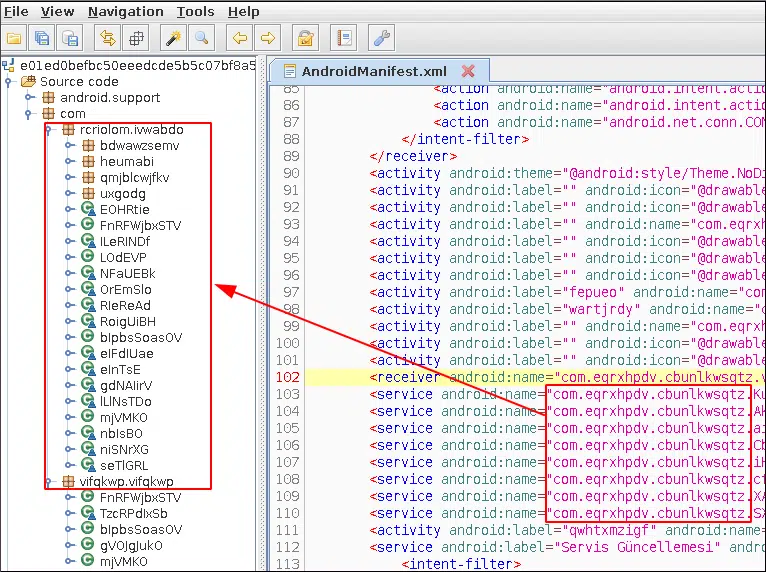 File View Navigation Tools Help
e01ed0befbc50eeedcde5b5c07bf8a5
Source code
android.support
com
rcriolom.ivwabdo
bdwawzsemv
heumabi
qmjblcwjfkv
uxgodg
EOHRtie
FnRFWjbxSTV
ILeRINDf
LOdEVP
NFaUEBk
OrEmSlo
RleReAd
RoigUiBH
bIpbsSoasOV
eIFdIUae
eInTsE
gdNAIirV
lLINsTDo
mjVMKO
nbIsBO
niSNrXG
seTIGRL
vifqkwp.vifqkwp
FnRFWjbxSTV
TzcRPdIxSb
bIpbsSoasOV
gVOJgJukO
mjVMKO
AndroidManifest.xml
85 <action android:name="android.intent.actio
86 <action android:name="android.intent.actio
87 <action android:name="android.net.conn.CON
88 </intent-filter>
89 </receiver>
90 <activity android:theme="@android:style/Theme.NoDi
91 <activity android:label="" android:icon="@drawable
92 <activity android:label="" android:icon="@drawable
93 <activity android:label="" android:name="com.eqrxh
94 <activity android:label="" android:icon="@drawable
95 <activity android:label="" android:icon="@drawable
96 <activity android:label="" android:icon="@drawable
97 <activity android:label="fepueo" android:name="com
98 <activity android:label="wartjrdy" android:name="c
99 <activity android:label="" android:name="com.eqrxh
100 <activity android:label="" android:icon="@drawable
101 <activity android:label="" android:icon="@drawable
102 <receiver android:name="com.eqrxhpdv.cbunlkwsqtz.v
103 <service android:name="com.eqrxhpdv.cbunlkwsqtz.Ku
104 <service android:name="com.eqrxhpdv.cbunlkwsqtz.Ak
105 <service android:name="com.eqrxhpdv.cbunlkwsqtz.ai
106 <service android:name="com.eqrxhpdv.cbunlkwsqtz.Cb
107 <service android:name="com.eqrxhpdv.cbunlkwsqtz.iH
108 <service android:name="com.eqrxhpdv.cbunlkwsqtz.cf
109 <service android:name="com.eqrxhpdv.cbunlkwsqtz.XA
110 <service android:name="com.eqrxhpdv.cbunlkwsqtz.SX
111 <activity android:label="qwhtxmzigf" android:name=
112 <service android:label="Servis Güncellemesi" andro
113 <intent-filter>